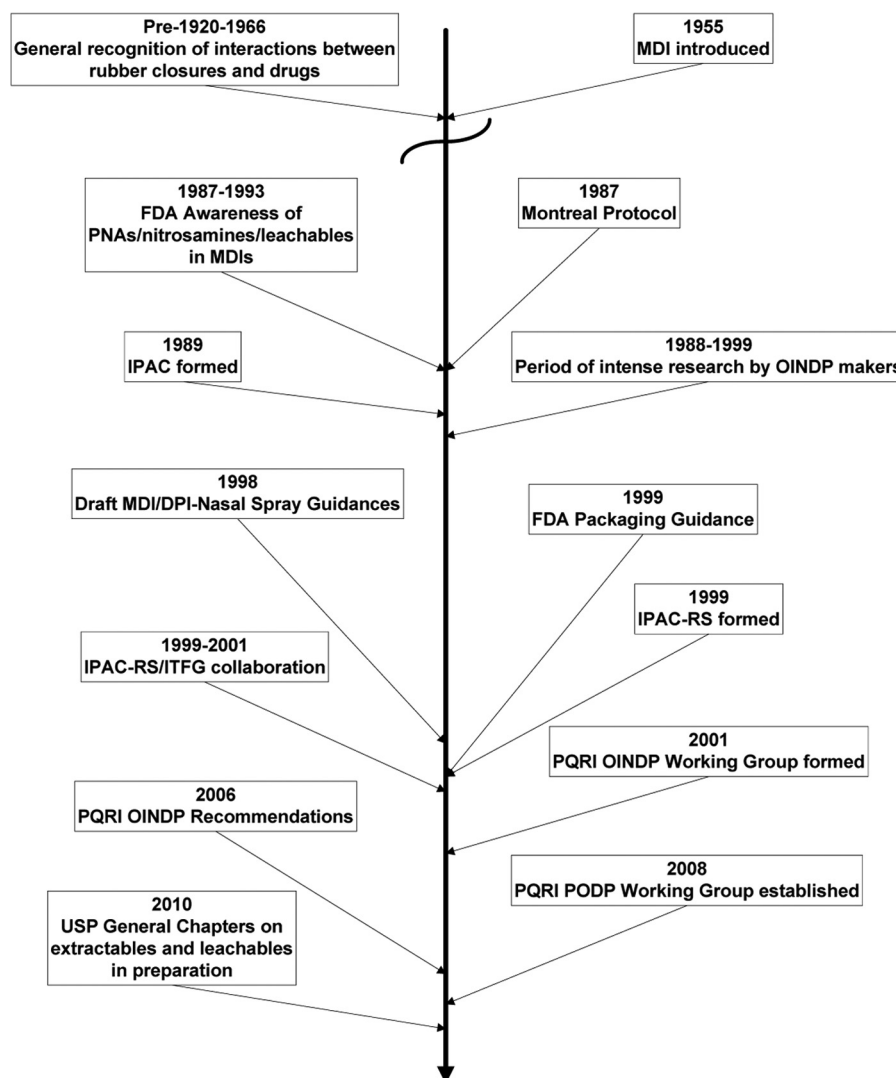 Pre-1920-1966
General recognition of interactions between
rubber closures and drugs
1955
MDI introduced
1987-1993
FDA Awareness of
PNAs/nitrosamines/leachables
in MDIs
1987
Montreal Protocol
1989
IPAC formed
1988-1999
Period of intense research by OINDP makers
1998
Draft MDI/DPI-Nasal Spray Guidances
1999
FDA Packaging Guidance
1999
IPAC-RS formed
1999-2001
IPAC-RS/ITFG collaboration
2001
PQRI OINDP Working Group formed
2006
PQRI OINDP Recommendations
2008
PQRI PODP Working Group established
2010
USP General Chapters on
extractables and leachables
in preparation